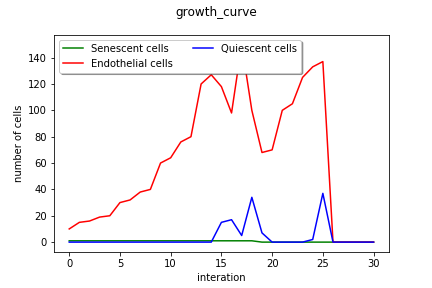 growth_curve
Senescent cells
Endothelial cells
Quiescent cells
number of cells
140
120
100
80
60
40
20
0
0 5 10 15 20 25 30
interation